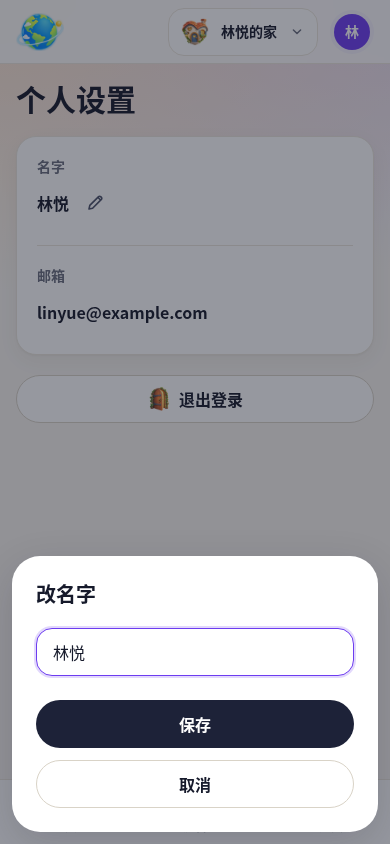 林悦的家
林
个人设置
名字
林悦
邮箱
linyue@example.com
退出登录
改名字
林悦
保存
取消